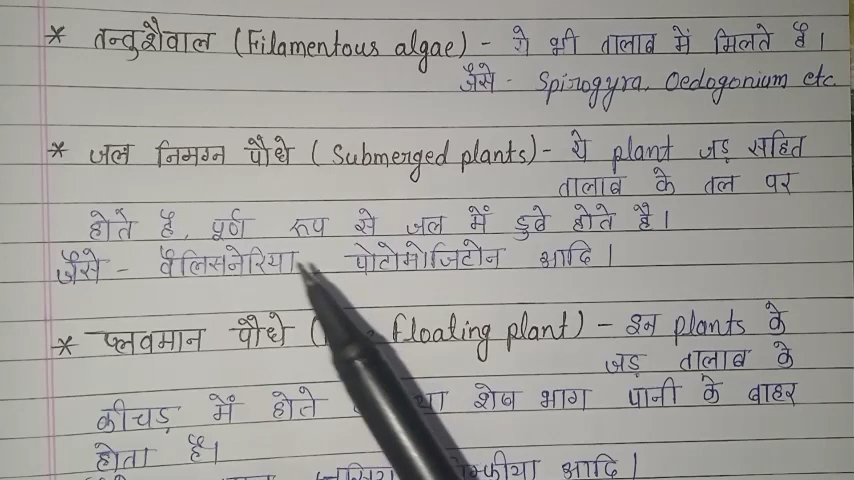 * तन्तुशैवाल (Filamentous algae) - ये भी तालाब में मिलते है।
जैसे - Spirogyra, Oedogonium etc.
* जल निमग्न पौधे (Submerged plants) - ये plant जड़ सहित
तालाब के तल पर
होते है, पूर्ण रूप से जल में डुबे होते है।
जैसे - वैलिसनेरिया, पोटोमोजिटोन आदि।
* प्लवमान पौधे ( floating plant) - इन plants के
जड़ तालाब के
कीचड़ में होते शेष भाग पानी के बाहर
होता है।
आदि।